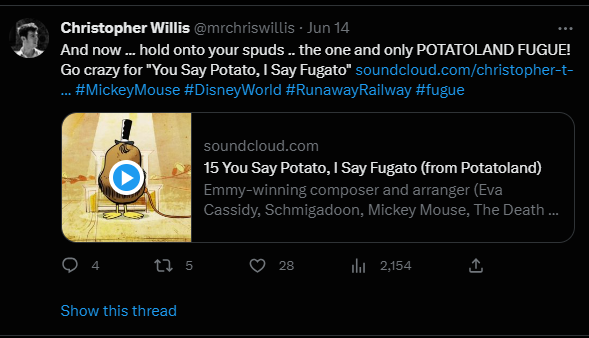 Christopher Willis @mrchriswillis · Jun 14
And now ... hold onto your spuds .. the one and only POTATOLAND FUGUE!
Go crazy for "You Say Potato, I Say Fugato" soundcloud.com/christopher-t-
... #MickeyMouse #DisneyWorld #RunawayRailway #fugue
soundcloud.com
15 You Say Potato, I Say Fugato (from Potatoland)
Emmy-winning composer and arranger (Eva
Cassidy, Schmigadoon, Mickey Mouse, The Death ...
4 5 28 2,154
Show this thread